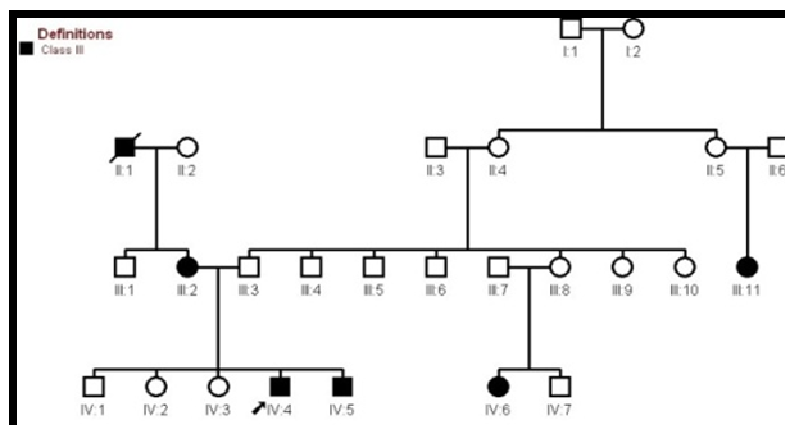 Definitions
Class III
I:1 I:2
II:1 II:2 II:3 II:4 II:5 II:6
III:1 III:2 III:3 III:4 III:5 III:6 III:7 III:8 III:9 III:10 III:11
IV:1 IV:2 IV:3 IV:4 IV:5 IV:6 IV:7